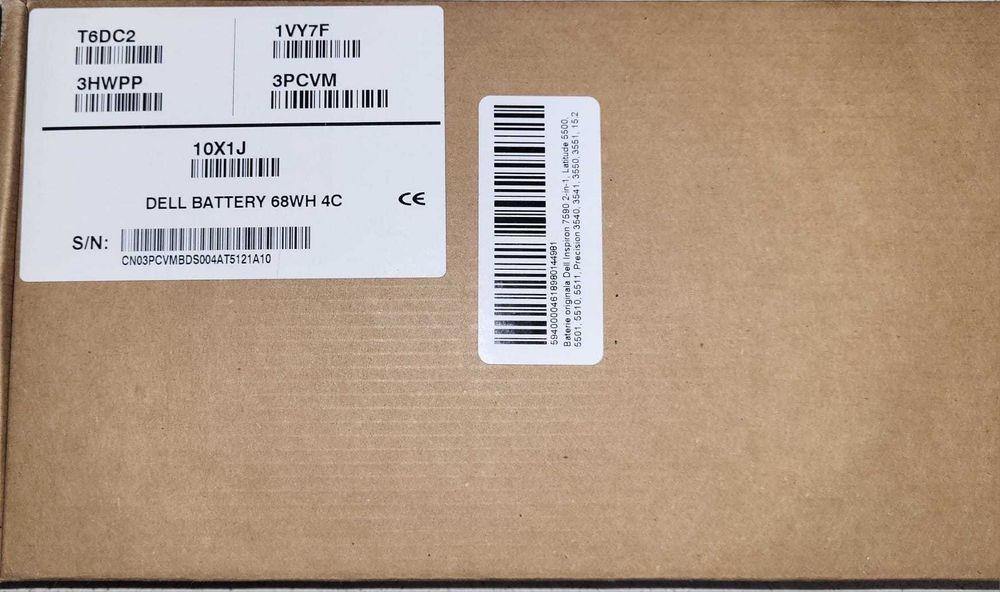 T6DC2
1VY7F
3HWPP
3PCVM
10X1J
DELL BATTERY 68WH 4C CE
S/N:
CN03PCVMBDS004AT5121A10
5940000461898014498​1
Baterie originala Dell Inspiron 7590 2-in-1, Latitude 5500,
5501, 5510, 5511, Precision 3540, 3541, 3550, 3551, 15.2